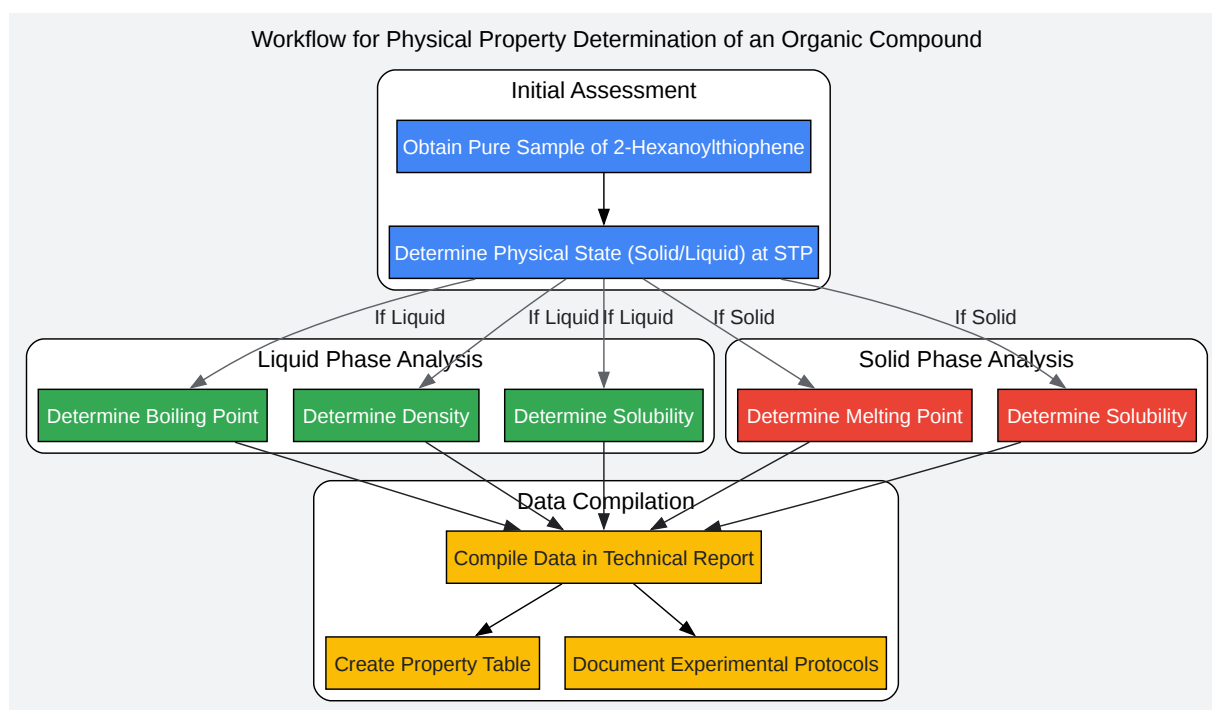 Workflow for Physical Property Determination of an Organic Compound
Initial Assessment
Obtain Pure Sample of 2-Hexanoylthiophene
Determine Physical State (Solid/Liquid) at STP
If Liquid
If Liquid
If Liquid
If Solid
If Solid
Liquid Phase Analysis
Solid Phase Analysis
Determine Boiling Point
Determine Density
Determine Solubility
Determine Melting Point
Determine Solubility
Data Compilation
Compile Data in Technical Report
Create Property Table
Document Experimental Protocols